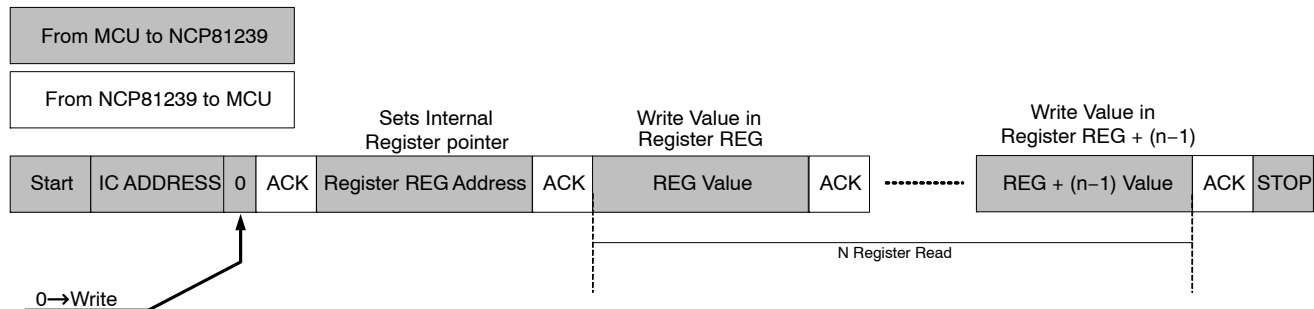 From MCU to NCP81239
From NCP81239 to MCU
Sets Internal
Register pointer
Write Value in
Register REG
Write Value in
Register REG + (n−1)
Start IC ADDRESS 0 ACK Register REG Address ACK REG Value ACK REG + (n−1) Value ACK STOP
N Register Read
0→Write